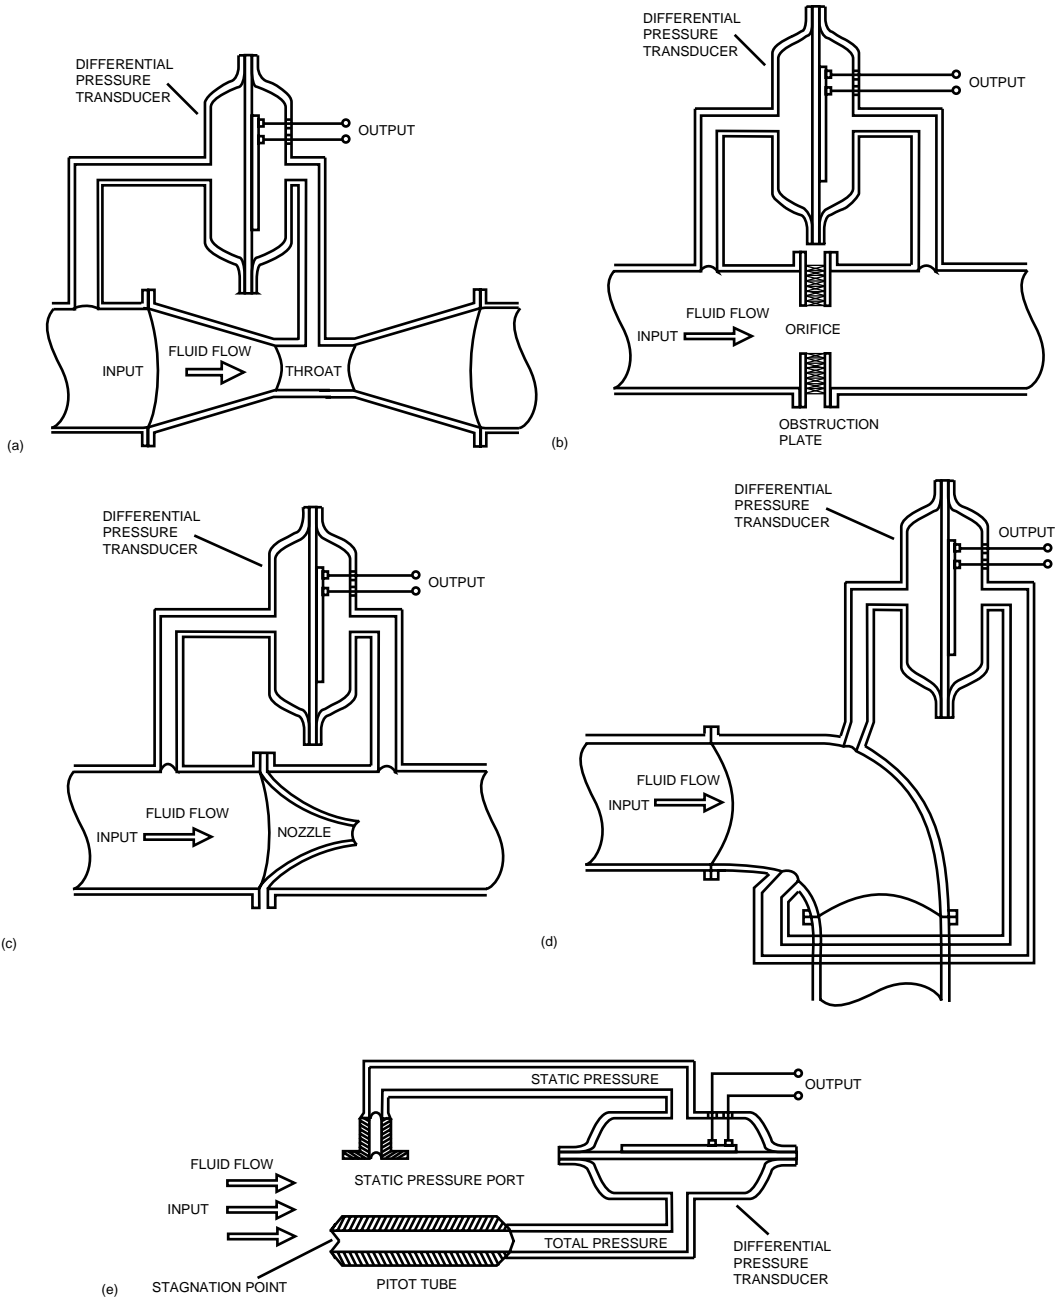 DIFFERENTIAL
PRESSURE
TRANSDUCER
OUTPUT
INPUT
FLUID FLOW
THROAT
(a)
DIFFERENTIAL
PRESSURE
TRANSDUCER
OUTPUT
FLUID FLOW
INPUT
ORIFICE
OBSTRUCTION
PLATE
(b)
DIFFERENTIAL
PRESSURE
TRANSDUCER
OUTPUT
FLUID FLOW
INPUT
NOZZLE
(c)
DIFFERENTIAL
PRESSURE
TRANSDUCER
OUTPUT
FLUID FLOW
INPUT
(d)
STATIC PRESSURE
OUTPUT
FLUID FLOW
STATIC PRESSURE PORT
INPUT
TOTAL PRESSURE
DIFFERENTIAL
PRESSURE
TRANSDUCER
STAGNATION POINT
PITOT TUBE
(e)